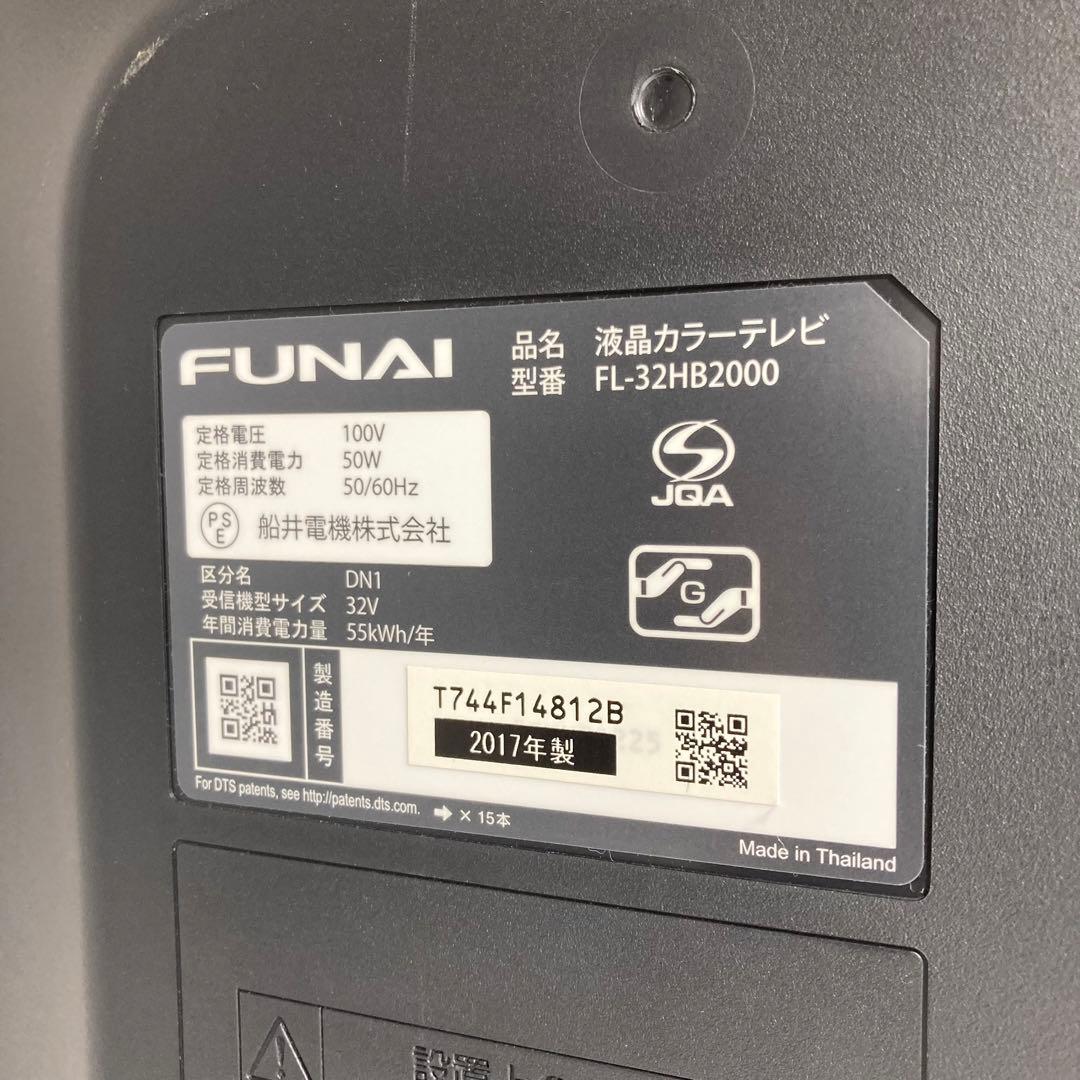 FUNAI
品名 液晶カラーテレビ
型番 FL-32HB2000
定格電圧 100V
定格消費電力 50W
定格周波数 50/60Hz
PSE 船井電機株式会社
JQA
G
区分名 DN1
受信機型サイズ 32V
年間消費電力量 55kWh/年
製造番号
T744F14812B
2017年製
For DTS patents, see http://patents.dts.com.
➡ × 15本
Made in Thailand
設置上の